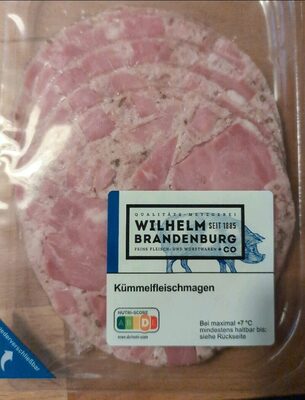 QUALITÄTS-METZGEREI
WILHELM SEIT 1885
BRANDENBURG
FEINE FLEISCH- UND WURSTWAREN & CO
Kümmelfleischmagen
NUTRI-SCORE
A B C D E
Bei maximal +7 °C
mindestens haltbar bis:
siehe Rückseite
wiederverschließbar